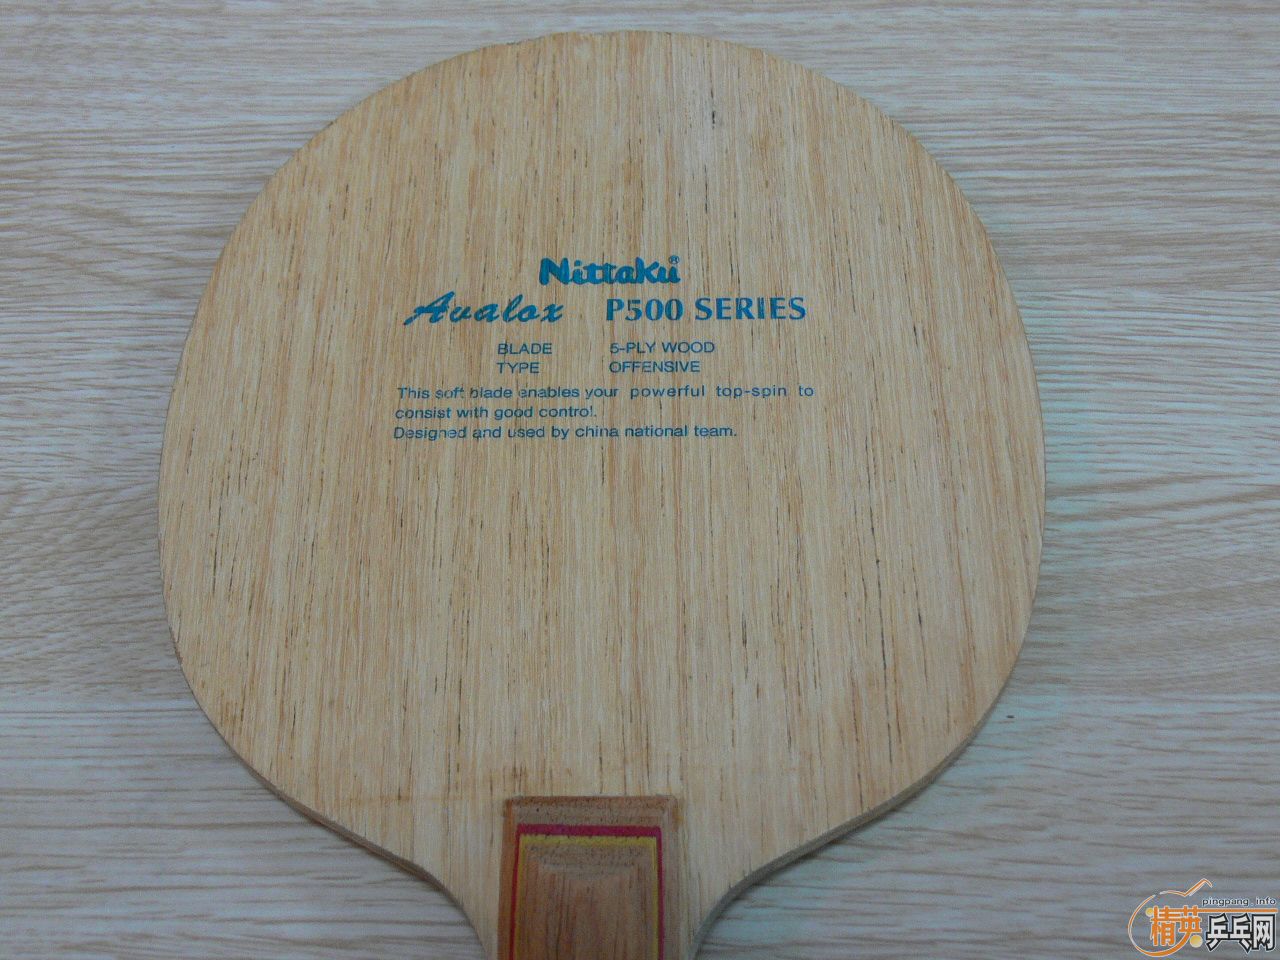 Nittaku®
Avalox P500 SERIES
BLADE 5-PLY WOOD
TYPE OFFENSIVE
This soft blade enables your powerful top-spin to
consist with good control.
Designed and used by china national team.
pingpang.info
精英乒乓网